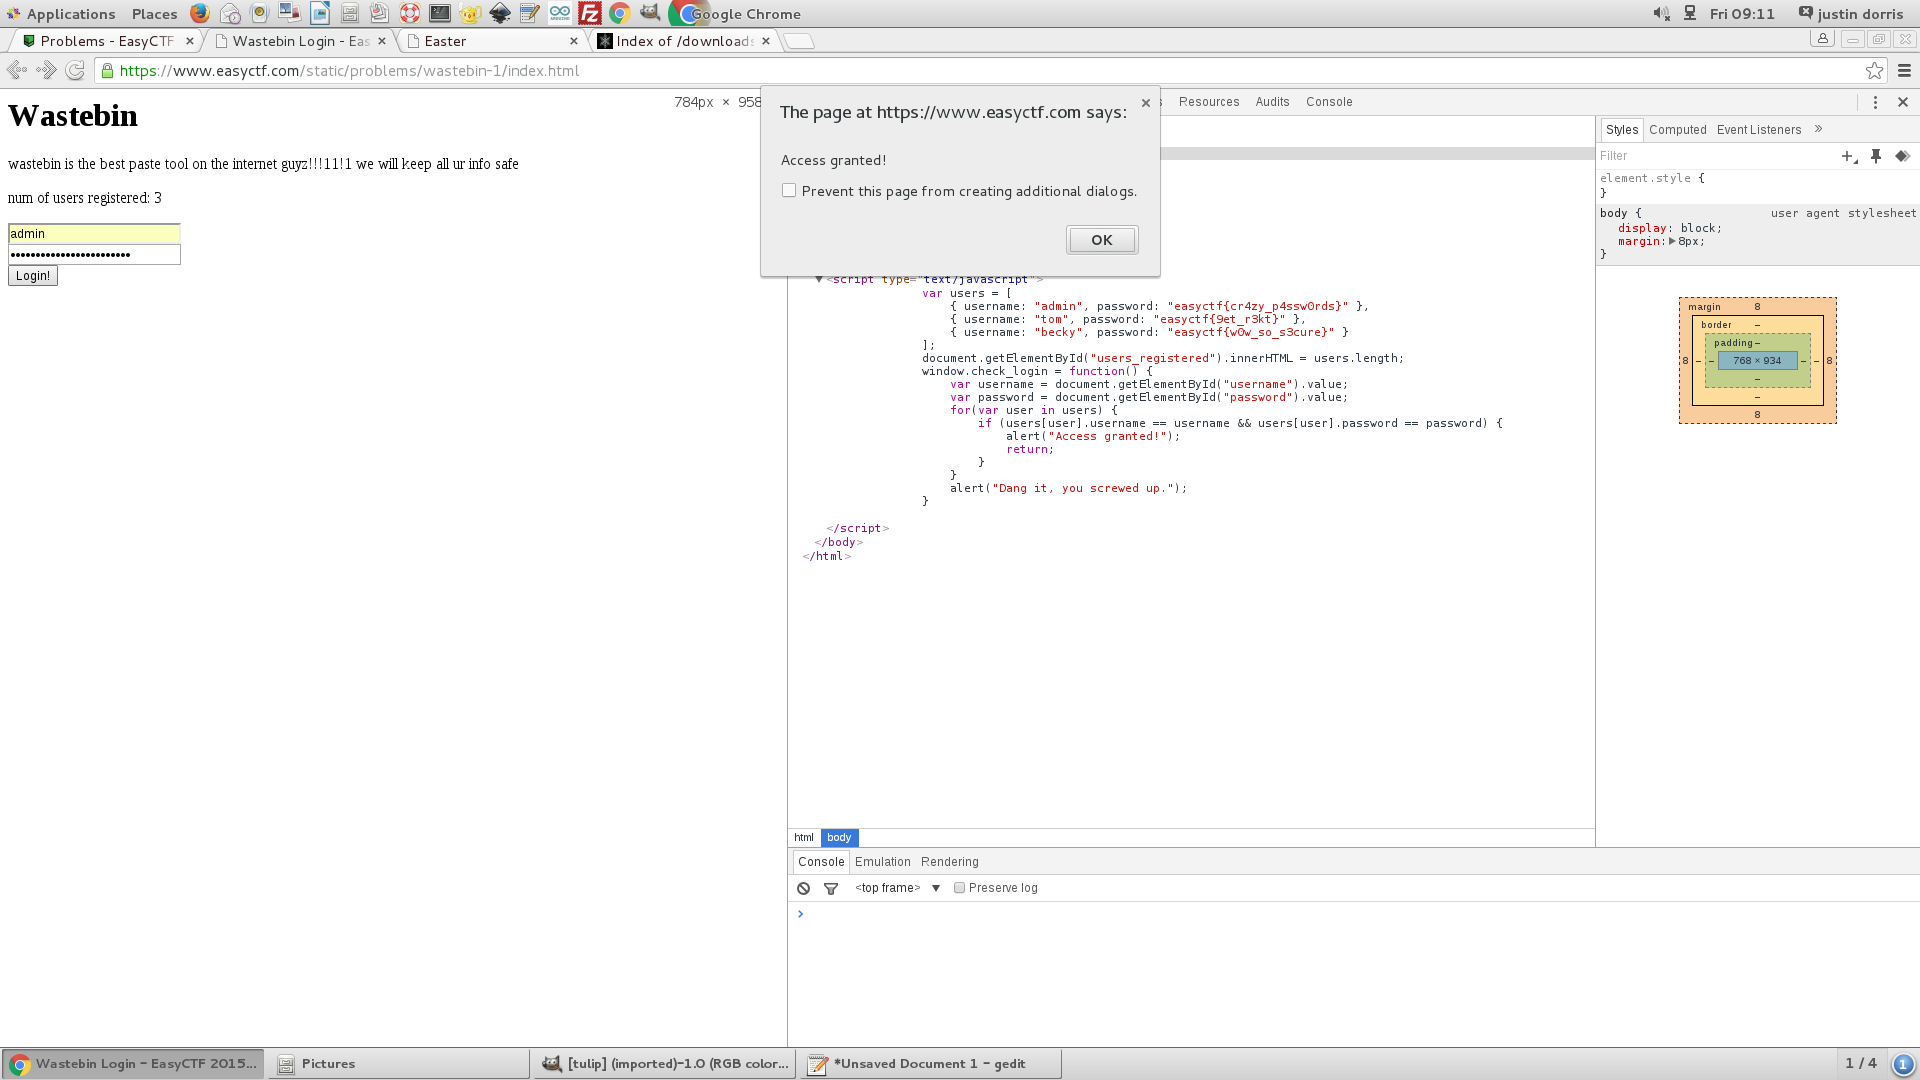 Applications Places Google Chrome Fri 09:11 justin dorris
Problems - EasyCTF Wastebin Login - Eas Easter Index of /downloads
https://www.easyctf.com/static/problems/wastebin-1/index.html
Wastebin
wastebin is the best paste tool on the internet guyz!!!11!1 we will keep all ur info safe
num of users registered: 3
admin
••••••••••••••••••••••••
Login!
784px × 958
The page at https://www.easyctf.com says:
Access granted!
Prevent this page from creating additional dialogs.
OK
Resources Audits Console
<script type="text/javascript">
var users = [
{ username: "admin", password: "easyctf{cr4zy_p4ssw0rds}" },
{ username: "tom", password: "easyctf{9et_r3kt}" },
{ username: "becky", password: "easyctf{w0w_so_s3cure}" }
];
document.getElementById("users_registered").innerHTML = users.length;
window.check_login = function() {
var username = document.getElementById("username").value;
var password = document.getElementById("password").value;
for(var user in users) {
if (users[user].username == username && users[user].password == password) {
alert("Access granted!");
return;
}
}
alert("Dang it, you screwed up.");
}
</script>
</body>
</html>
html body
Console Emulation Rendering
<top frame> ▼ Preserve log
>
Styles Computed Event Listeners »
Filter
element.style {
}
body { user agent stylesheet
display: block;
margin: 8px;
}
margin 8
border –
padding –
8 – – 768 × 934 – – 8
–
–
8
Wastebin Login - EasyCTF 2015... Pictures [tulip] (imported)-1.0 (RGB color... *Unsaved Document 1 - gedit 1 / 4 1